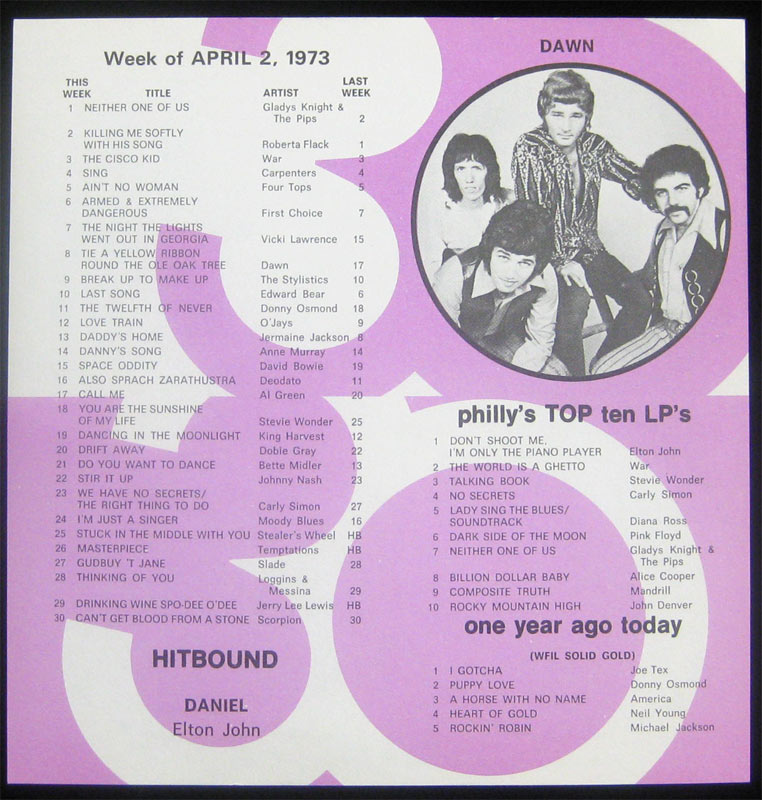 Week of APRIL 2, 1973
THIS WEEK TITLE ARTIST LAST WEEK
1 NEITHER ONE OF US Gladys Knight &
The Pips 2
2 KILLING ME SOFTLY
WITH HIS SONG Roberta Flack 1
3 THE CISCO KID War 3
4 SING Carpenters 4
5 AIN'T NO WOMAN Four Tops 5
6 ARMED & EXTREMELY
DANGEROUS First Choice 7
7 THE NIGHT THE LIGHTS
WENT OUT IN GEORGIA Vicki Lawrence 15
8 TIE A YELLOW RIBBON
ROUND THE OLE OAK TREE Dawn 17
9 BREAK UP TO MAKE UP The Stylistics 10
10 LAST SONG Edward Bear 6
11 THE TWELFTH OF NEVER Donny Osmond 18
12 LOVE TRAIN O'Jays 9
13 DADDY'S HOME Jermaine Jackson 8
14 DANNY'S SONG Anne Murray 14
15 SPACE ODDITY David Bowie 19
16 ALSO SPRACH ZARATHUSTRA Deodato 11
17 CALL ME Al Green 20
18 YOU ARE THE SUNSHINE
OF MY LIFE Stevie Wonder 25
19 DANCING IN THE MOONLIGHT King Harvest 12
20 DRIFT AWAY Doble Gray 22
21 DO YOU WANT TO DANCE Bette Midler 13
22 STIR IT UP Johnny Nash 23
23 WE HAVE NO SECRETS/
THE RIGHT THING TO DO Carly Simon 27
24 I'M JUST A SINGER Moody Blues 16
25 STUCK IN THE MIDDLE WITH YOU Stealer's Wheel HB
26 MASTERPIECE Temptations HB
27 GUDBUY 'T JANE Slade 28
28 THINKING OF YOU Loggins &
Messina 29
29 DRINKING WINE SPO-DEE O'DEE Jerry Lee Lewis HB
30 CAN'T GET BLOOD FROM A STONE Scorpion 30
HITBOUND
DANIEL
Elton John
DAWN
philly's TOP ten LP's
1 DON'T SHOOT ME,
I'M ONLY THE PIANO PLAYER Elton John
2 THE WORLD IS A GHETTO War
3 TALKING BOOK Stevie Wonder
4 NO SECRETS Carly Simon
5 LADY SING THE BLUES/
SOUNDTRACK Diana Ross
6 DARK SIDE OF THE MOON Pink Floyd
7 NEITHER ONE OF US Gladys Knight &
The Pips
8 BILLION DOLLAR BABY Alice Cooper
9 COMPOSITE TRUTH Mandrill
10 ROCKY MOUNTAIN HIGH John Denver
one year ago today
(WFIL SOLID GOLD)
1 I GOTCHA Joe Tex
2 PUPPY LOVE Donny Osmond
3 A HORSE WITH NO NAME America
4 HEART OF GOLD Neil Young
5 ROCKIN' ROBIN Michael Jackson